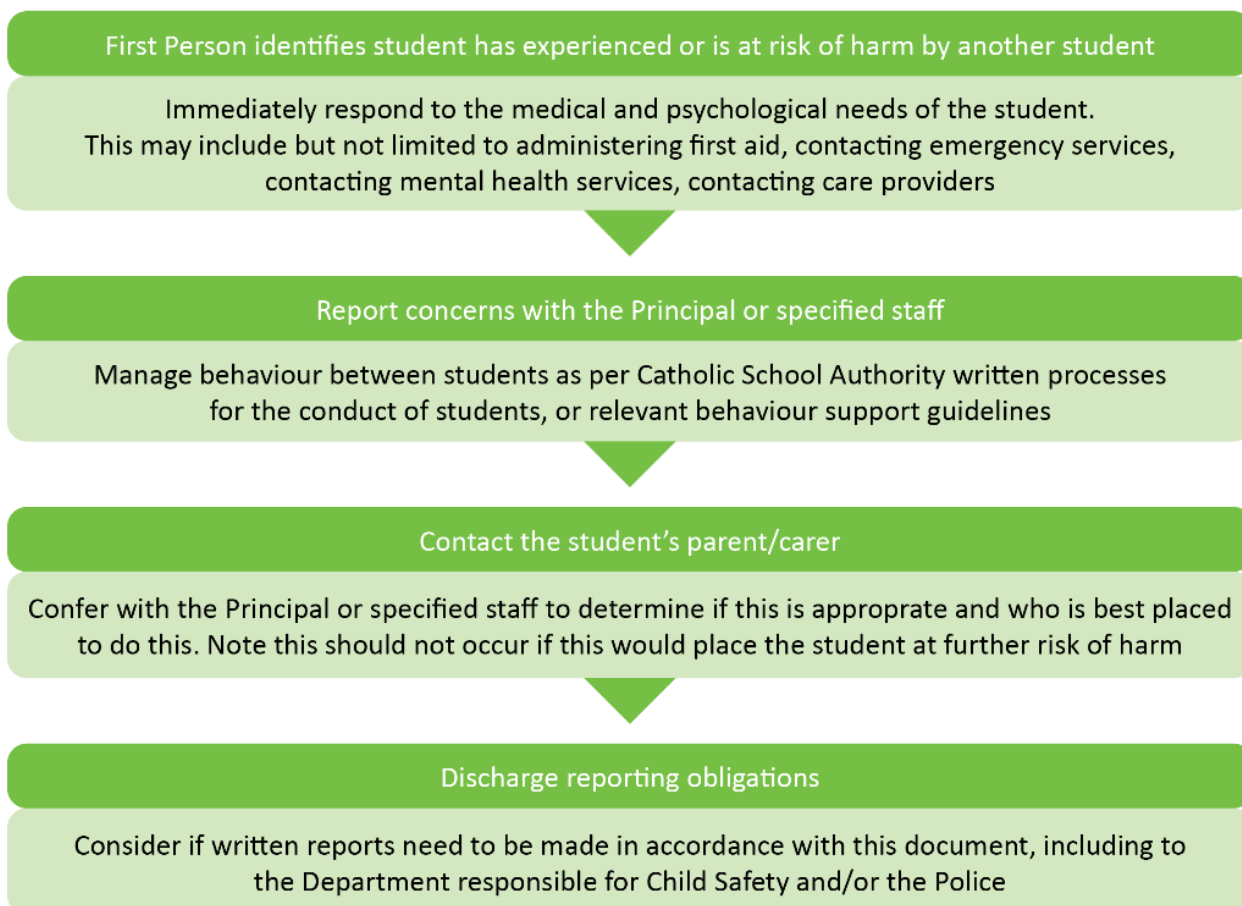 First Person identifies student has experienced or is at risk of harm by another student
Immediately respond to the medical and psychological needs of the student.
This may include but not limited to administering first aid, contacting emergency services,
contacting mental health services, contacting care providers
Report concerns with the Principal or specified staff
Manage behaviour between students as per Catholic School Authority written processes
for the conduct of students, or relevant behaviour support guidelines
Contact the student’s parent/carer
Confer with the Principal or specified staff to determine if this is approprate and who is best placed
to do this. Note this should not occur if this would place the student at further risk of harm
Discharge reporting obligations
Consider if written reports need to be made in accordance with this document, including to
the Department responsible for Child Safety and/or the Police